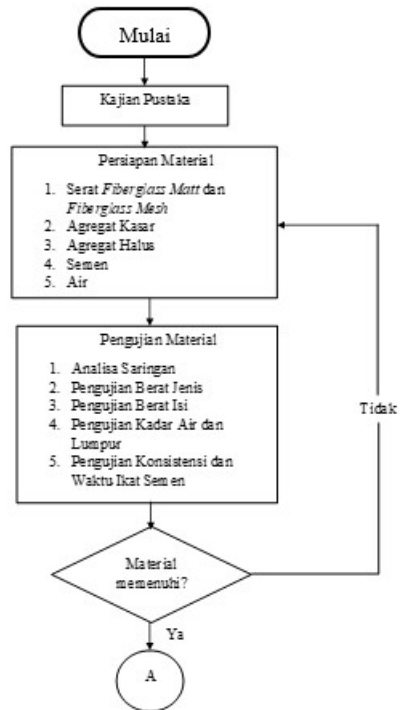 Mulai
Kajian Pustaka
Persiapan Material
1. Serat Fiberglass Matt dan
Fiberglass Mesh
2. Agregat Kasar
3. Agregat Halus
4. Semen
5. Air
Pengujian Material
1. Analisa Saringan
2. Pengujian Berat Jenis
3. Pengujian Berat Isi
4. Pengujian Kadar Air dan
Lumpur
5. Pengujian Konsistensi dan
Waktu Ikat Semen
Tidak
Material
memenuhi?
Ya
A